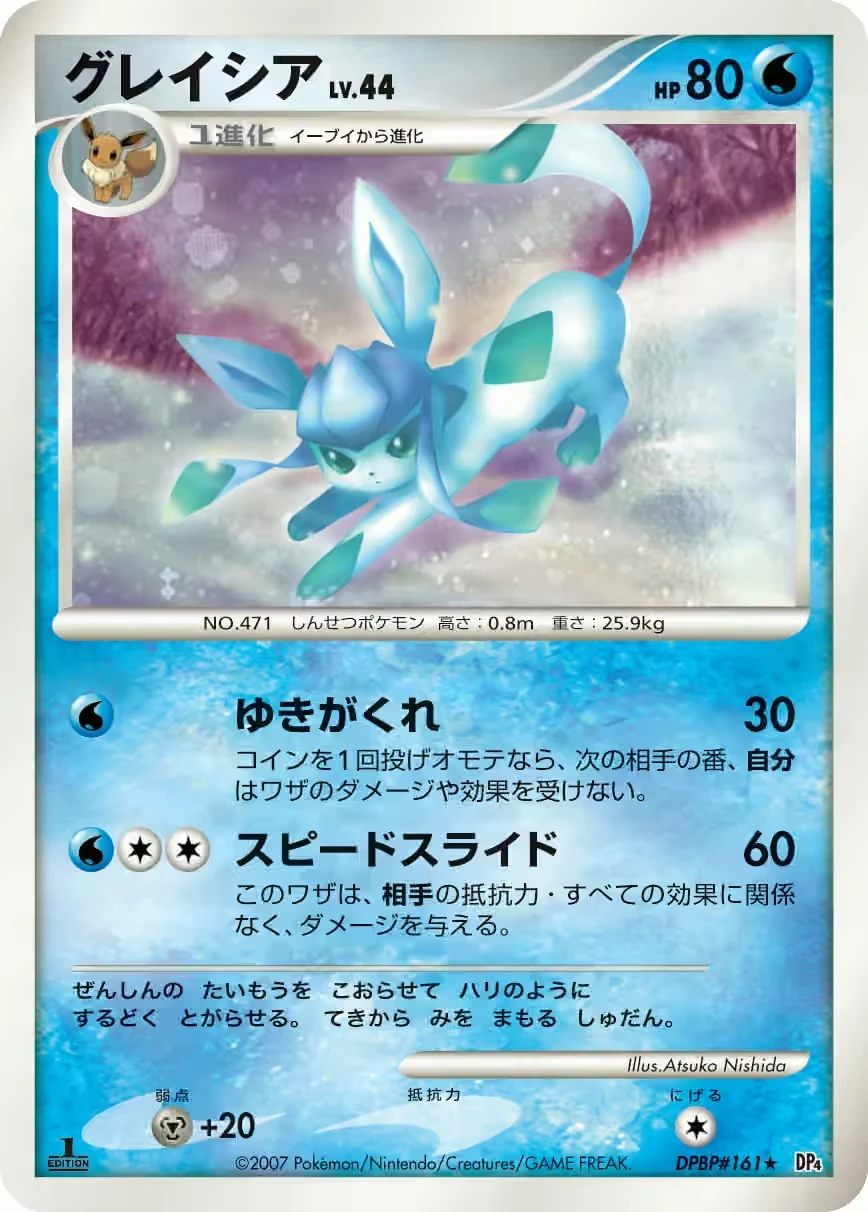 グレイシア LV.44 HP 80
1進化 イーブイから進化
NO.471 しんせつポケモン 高さ：0.8m 重さ：25.9kg
ゆきがくれ 30
コインを1回投げオモテなら、次の相手の番、自分
はワザのダメージや効果を受けない。
スピードスライド 60
このワザは、相手の抵抗力・すべての効果に関係
なく、ダメージを与える。
ぜんしんの たいもうを こおらせて ハリのように
するどく とがらせる。 てきから みを まもる しゅだん。
Illus.Atsuko Nishida
弱点 抵抗力 にげる
+20
1 EDITION ©2007 Pokémon/Nintendo/Creatures/GAME FREAK. DPBP#161★ DP4